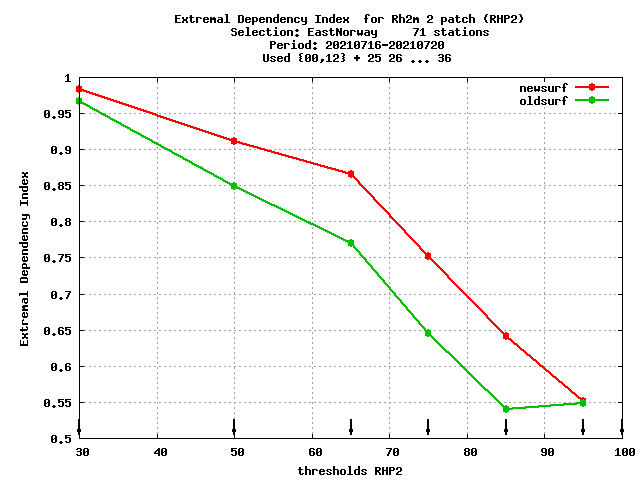 Extremal Dependency Index  for Rh2m 2 patch (RHP2)
Selection: EastNorway     71 stations
Period: 20210716-20210720
Used {00,12} + 25 26 ... 36
newsurf
oldsurf
Extremal Dependency Index
1
0.95
0.9
0.85
0.8
0.75
0.7
0.65
0.6
0.55
0.5
30 40 50 60 70 80 90 100
thresholds RHP2